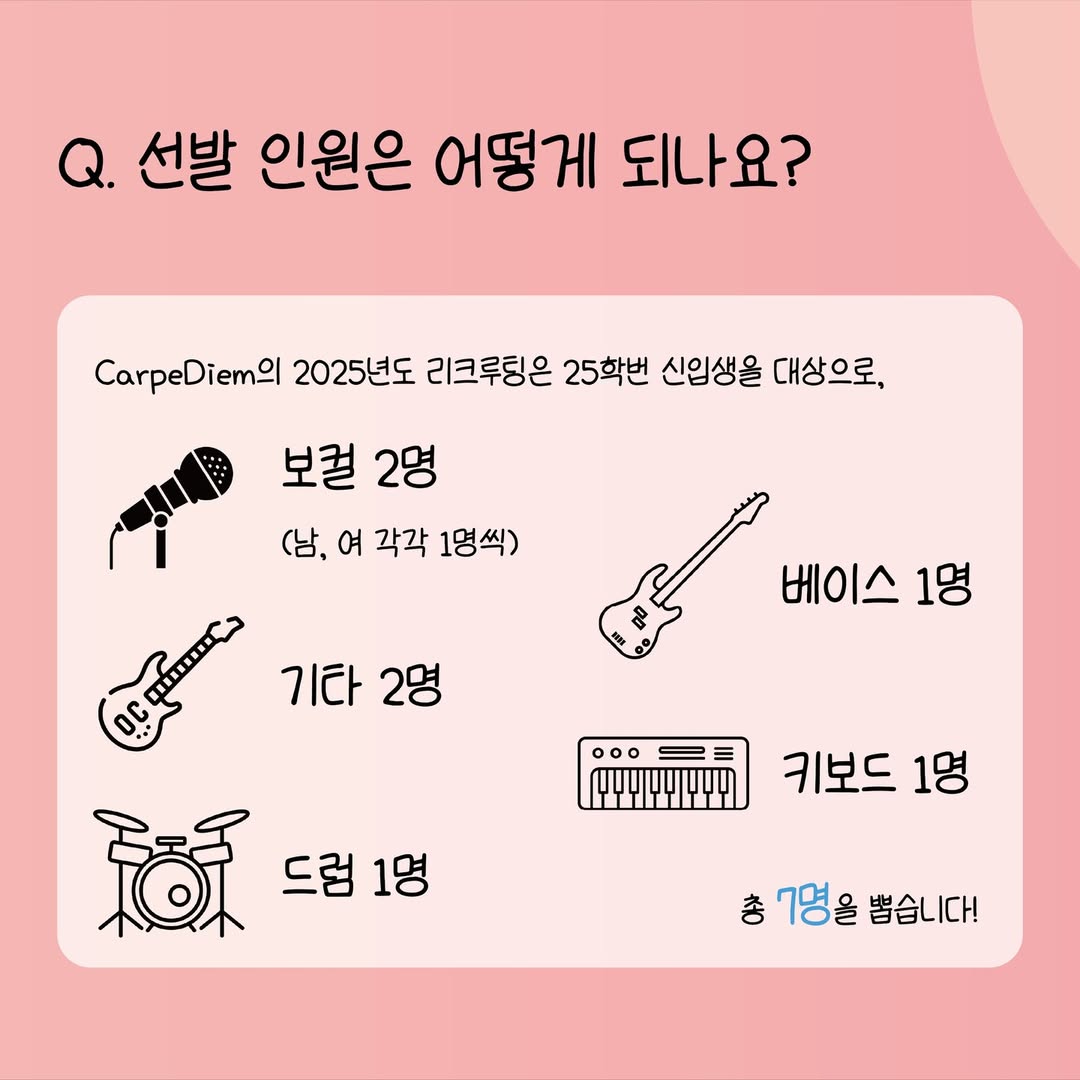 Q. 선발 인원은 어떻게 되나요?
CarpeDiem의 2025년도 리크루팅은 25학번 신입생을 대상으로,
보컬 2명
(남, 여 각각 1명씩)
기타 2명
드럼 1명
베이스 1명
키보드 1명
총 7명을 뽑습니다!